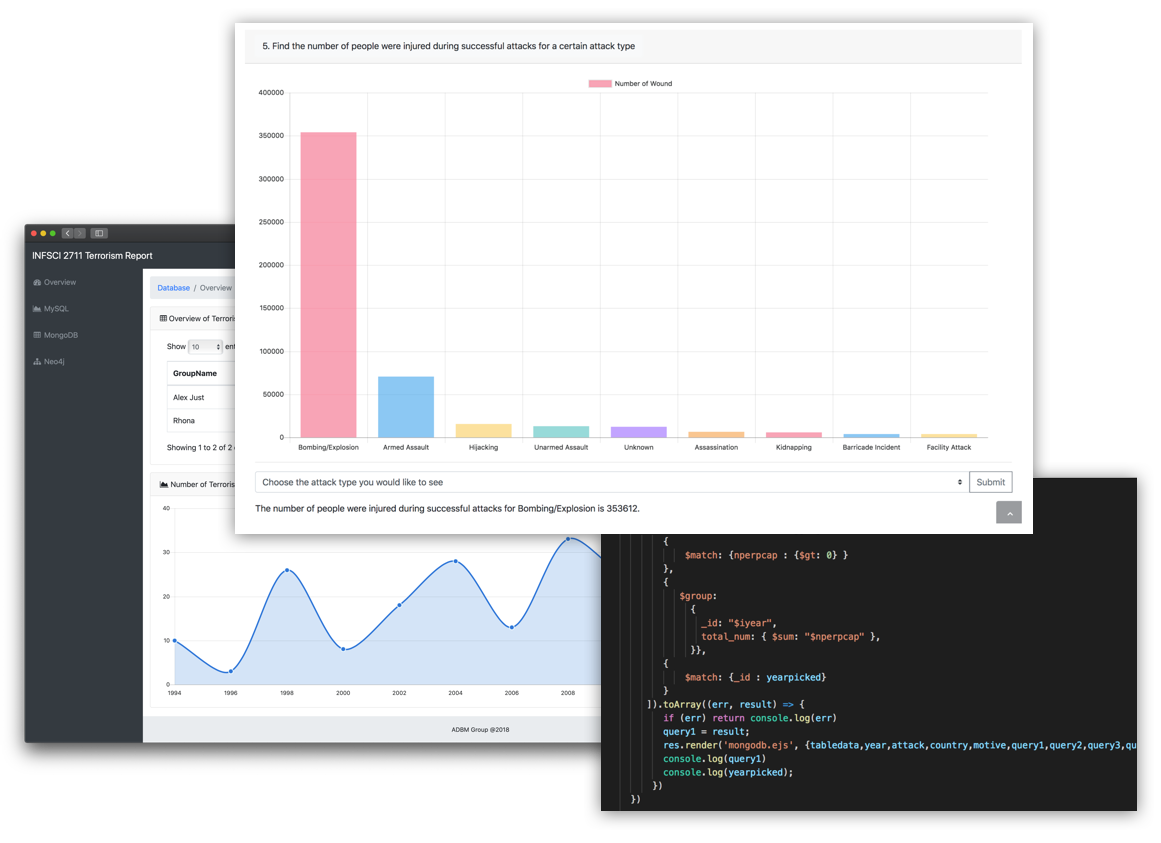 5. Find the number of people were injured during successful attacks for a certain attack type
Number of Wound
400000
350000
300000
250000
200000
150000
100000
50000
0
Bombing/Explosion Armed Assault Hijacking Unarmed Assault Unknown Assassination Kidnapping Barricade Incident Facility Attack
Choose the attack type you would like to see
Submit
The number of people were injured during successful attacks for Bombing/Explosion is 353612.
INFSCI 2711 Terrorism Report
Overview
MySQL
MongoDB
Neo4j
Database / Overview
Overview of Terroris
Show 10 ent
GroupName
Alex Just
Rhona
Showing 1 to 2 of 2
Number of Terroris
40
30
20
10
0
1994 1996 1998 2000 2002 2004 2006 2008
ADBM Group @2018
{
$match: {nperpcap : {$gt: 0} }
},
{
$group:
{
_id: "$iyear",
total_num: { $sum: "$nperpcap" },
}},
{
$match: {_id : yearpicked}
}
]).toArray((err, result) => {
if (err) return console.log(err)
query1 = result;
res.render('mongodb.ejs', {tabledata,year,attack,country,motive,query1,query2,query3,qu
console.log(query1)
console.log(yearpicked);
})
})